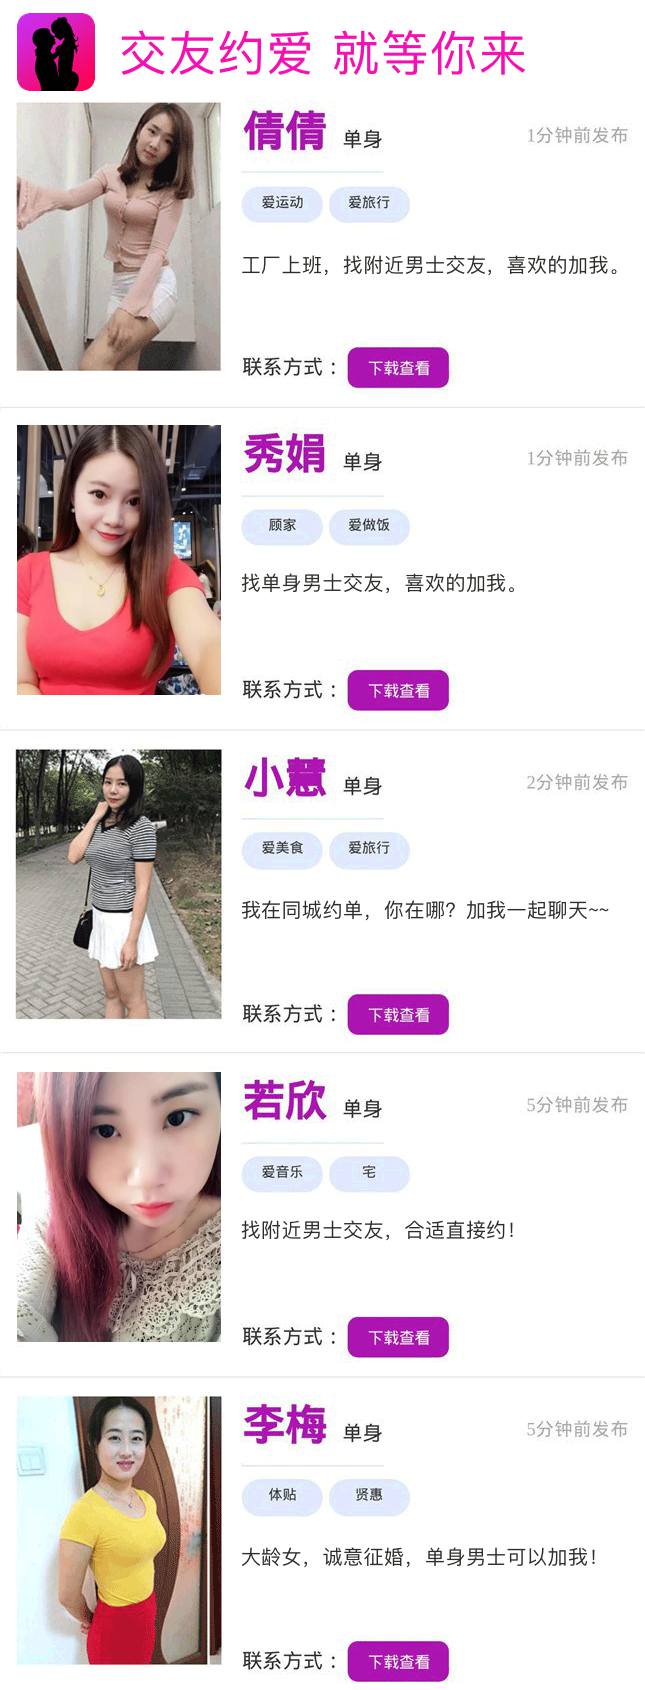 交友约爱 就等你来
倩倩 单身 1分钟前发布
爱运动 爱旅行
工厂上班，找附近男士交友，喜欢的加我。
联系方式： 下载查看
秀娟 单身 1分钟前发布
顾家 爱做饭
找单身男士交友，喜欢的加我。
联系方式： 下载查看
小慧 单身 2分钟前发布
爱美食 爱旅行
我在同城约单，你在哪？加我一起聊天~~
联系方式： 下载查看
若欣 单身 5分钟前发布
爱音乐 宅
找附近男士交友，合适直接约！
联系方式： 下载查看
李梅 单身 5分钟前发布
体贴 贤惠
大龄女，诚意征婚，单身男士可以加我！
联系方式： 下载查看